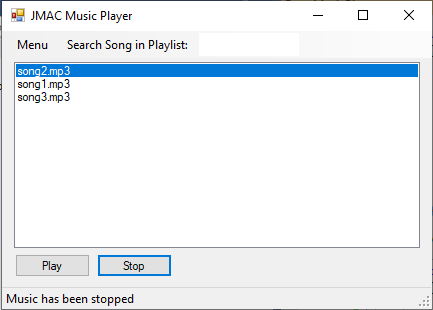 JMAC Music Player
Menu Search Song in Playlist:
song2.mp3
song1.mp3
song3.mp3
Play Stop
Music has been stopped